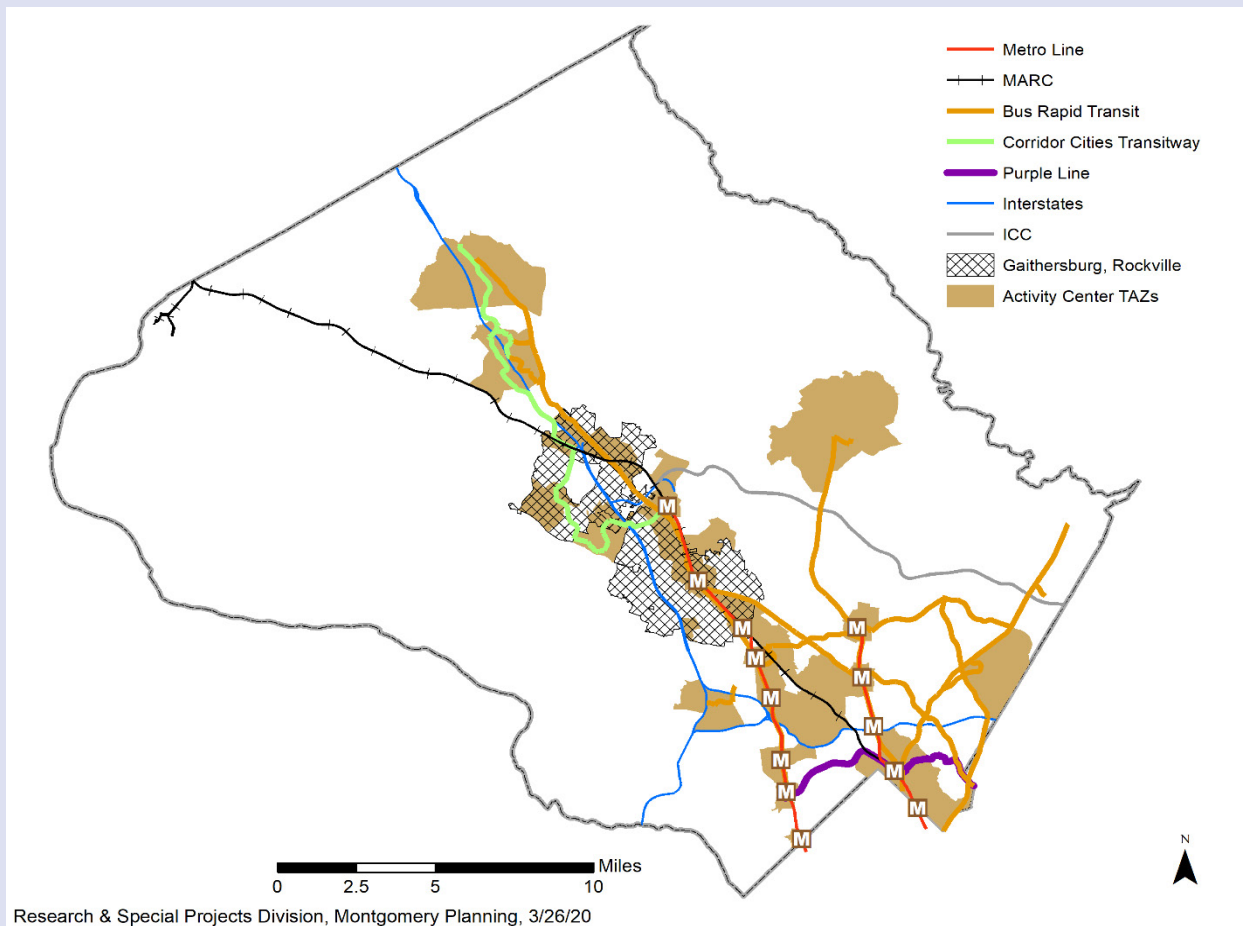 Metro Line
MARC
Bus Rapid Transit
Corridor Cities Transitway
Purple Line
Interstates
ICC
Gaithersburg, Rockville
Activity Center TAZs
M
M
M
M
M
M
M
M
M
M
M
M
M
N
Miles
0 2.5 5 10
Research & Special Projects Division, Montgomery Planning, 3/26/20